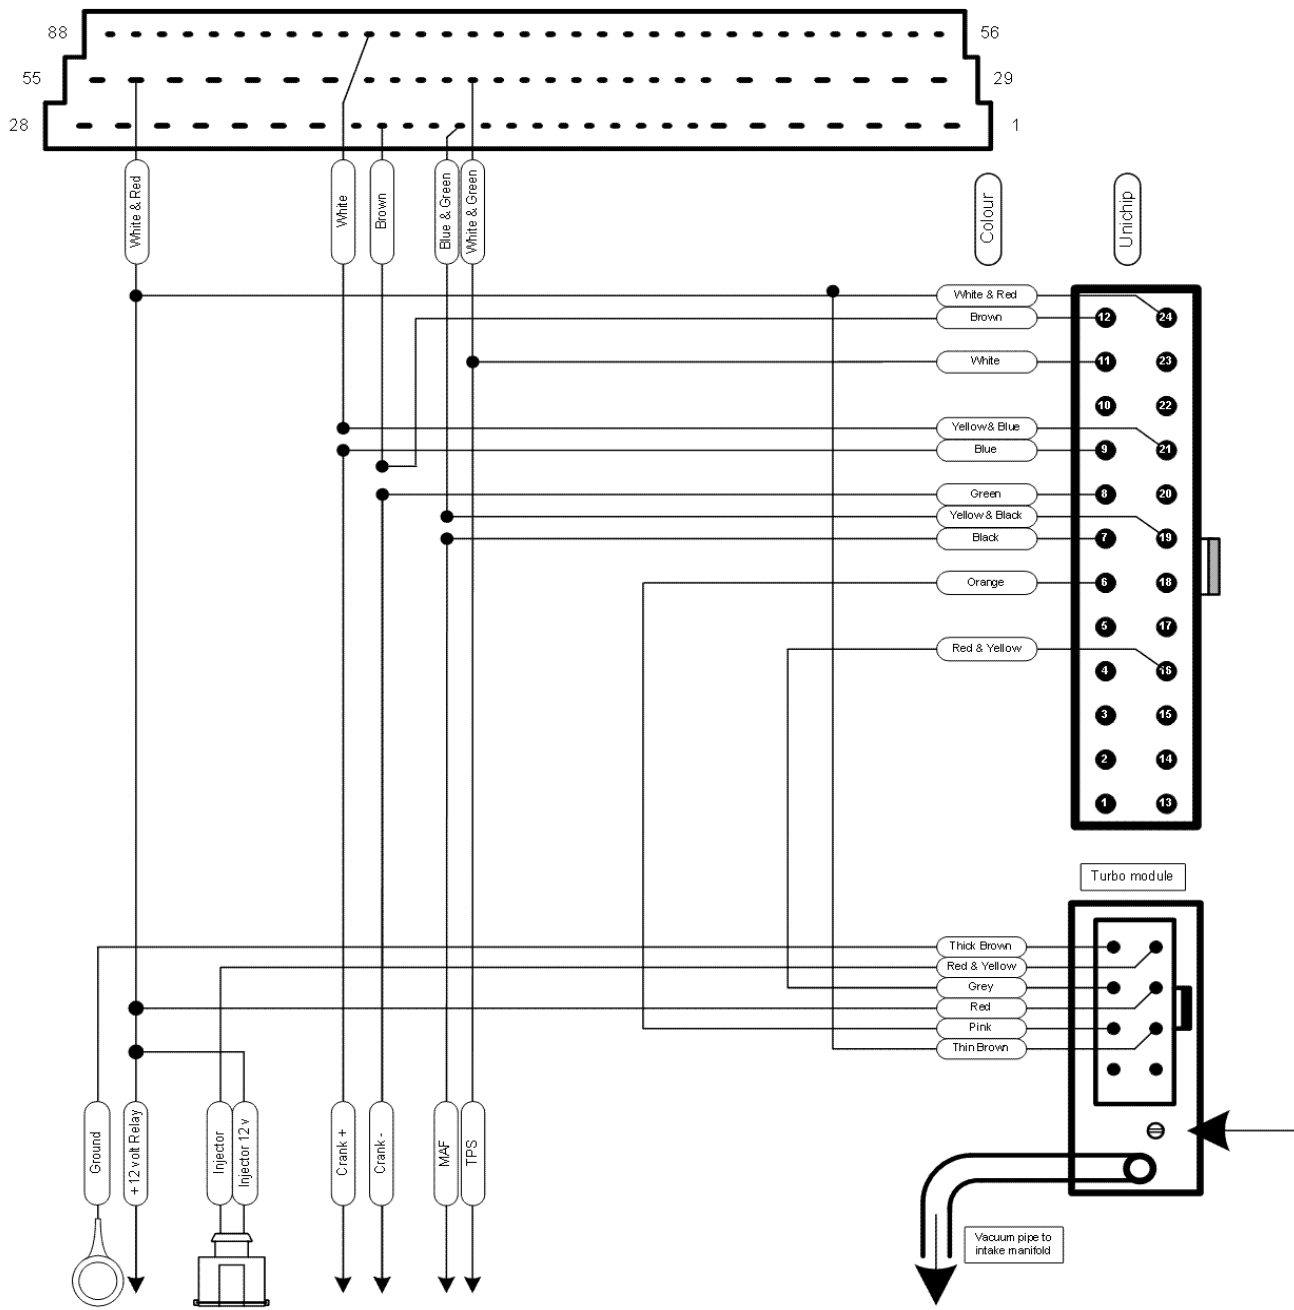 88
56
55
29
28
1
White & Red
White
Brown
Blue & Green
White & Green
Colour
Unichip
White & Red
Brown
12
24
White
11
23
10
22
Yellow & Blue
Blue
9
21
Green
8
20
Yellow & Black
Black
7
19
Orange
6
18
5
17
Red & Yellow
4
16
3
15
2
14
1
13
Turbo module
Thick Brown
Red & Yellow
Grey
Red
Pink
Thin Brown
Ground
+ 12 volt Relay
Injector
Injector 12 v
Crank +
Crank -
MAF
TPS
Vacuum pipe to
intake manifold